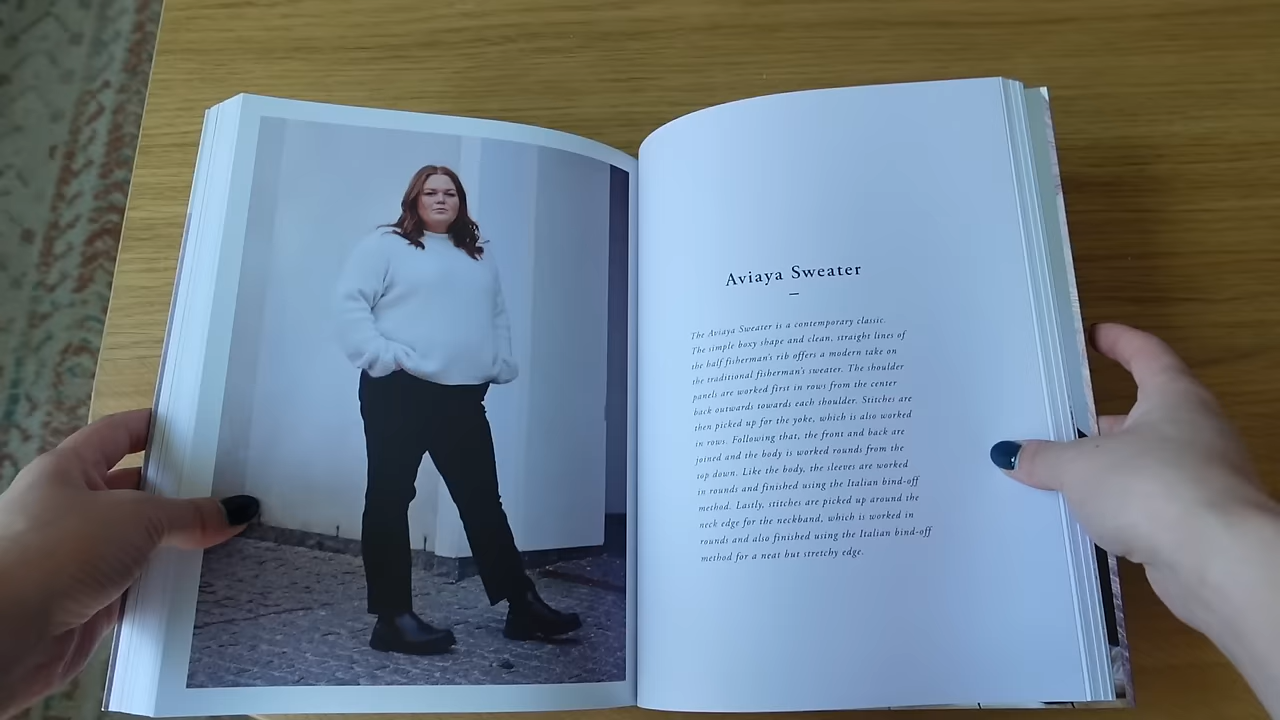 Aviaya Sweater
The Aviaya Sweater is a contemporary classic.
The simple boxy shape and clean, straight lines of
the half fisherman's rib offers a modern take on
the traditional fisherman's sweater. The shoulder
panels are worked first in rows from the center
back outwards towards each shoulder. Stitches are
then picked up for the yoke, which is also worked
in rows. Following that, the front and back are
joined and the body is worked rounds from the
top down. Like the body, the sleeves are worked
in rounds and finished using the Italian bind-off
method. Lastly, stitches are picked up around the
neck edge for the neckband, which is worked in
rounds and also finished using the Italian bind-off
method for a neat but stretchy edge.